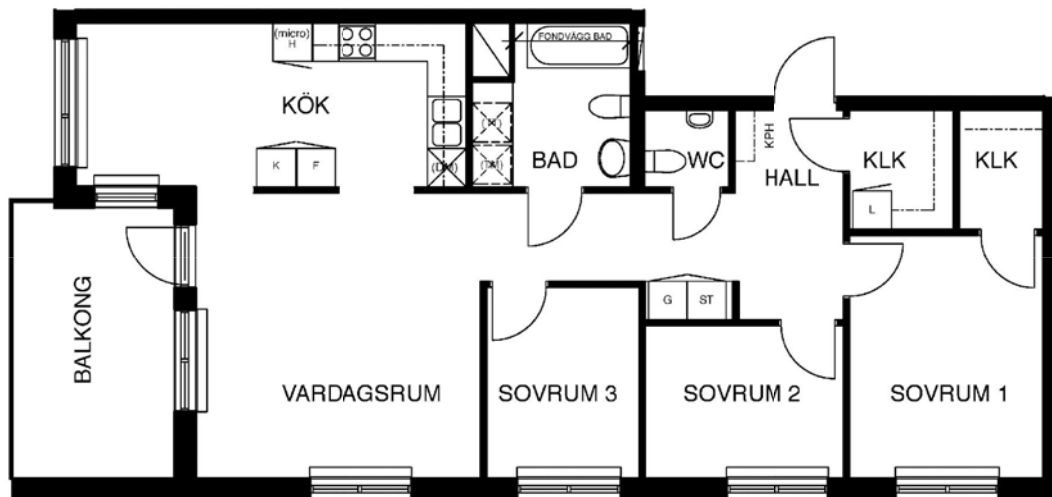 (micro)
H
FONDVÄGG BAD
KÖK
K
F
(DM)
(TM)
BAD
WC
KPH
HALL
KLK
L
KLK
BALKONG
G
ST
VARDAGSRUM
SOVRUM 3
SOVRUM 2
SOVRUM 1